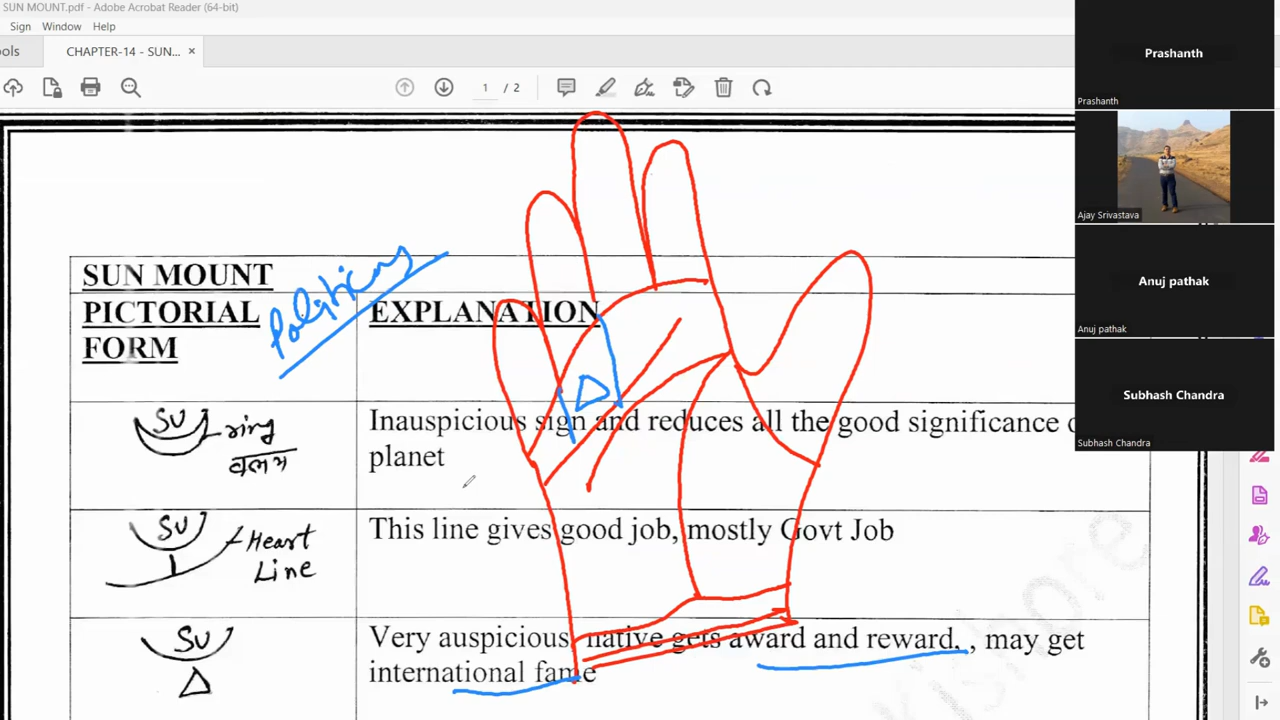 SUN MOUNT.pdf - Adobe Acrobat Reader (64-bit)
Sign Window Help
ols
CHAPTER-14 - SUN... ×
1 / 2
Prashanth
Prashanth
Ajay Srivastava
Anuj pathak
Anuj pathak
Subhash Chandra
Subhash Chandra
SUN MOUNT
PICTORIAL
FORM
EXPLANATION
SU
ring
वलय
Inauspicious sign and reduces all the good significance o
planet
SU
Heart
Line
This line gives good job, mostly Govt Job
SU
Very auspicious, native gets award and reward, , may get
international fame